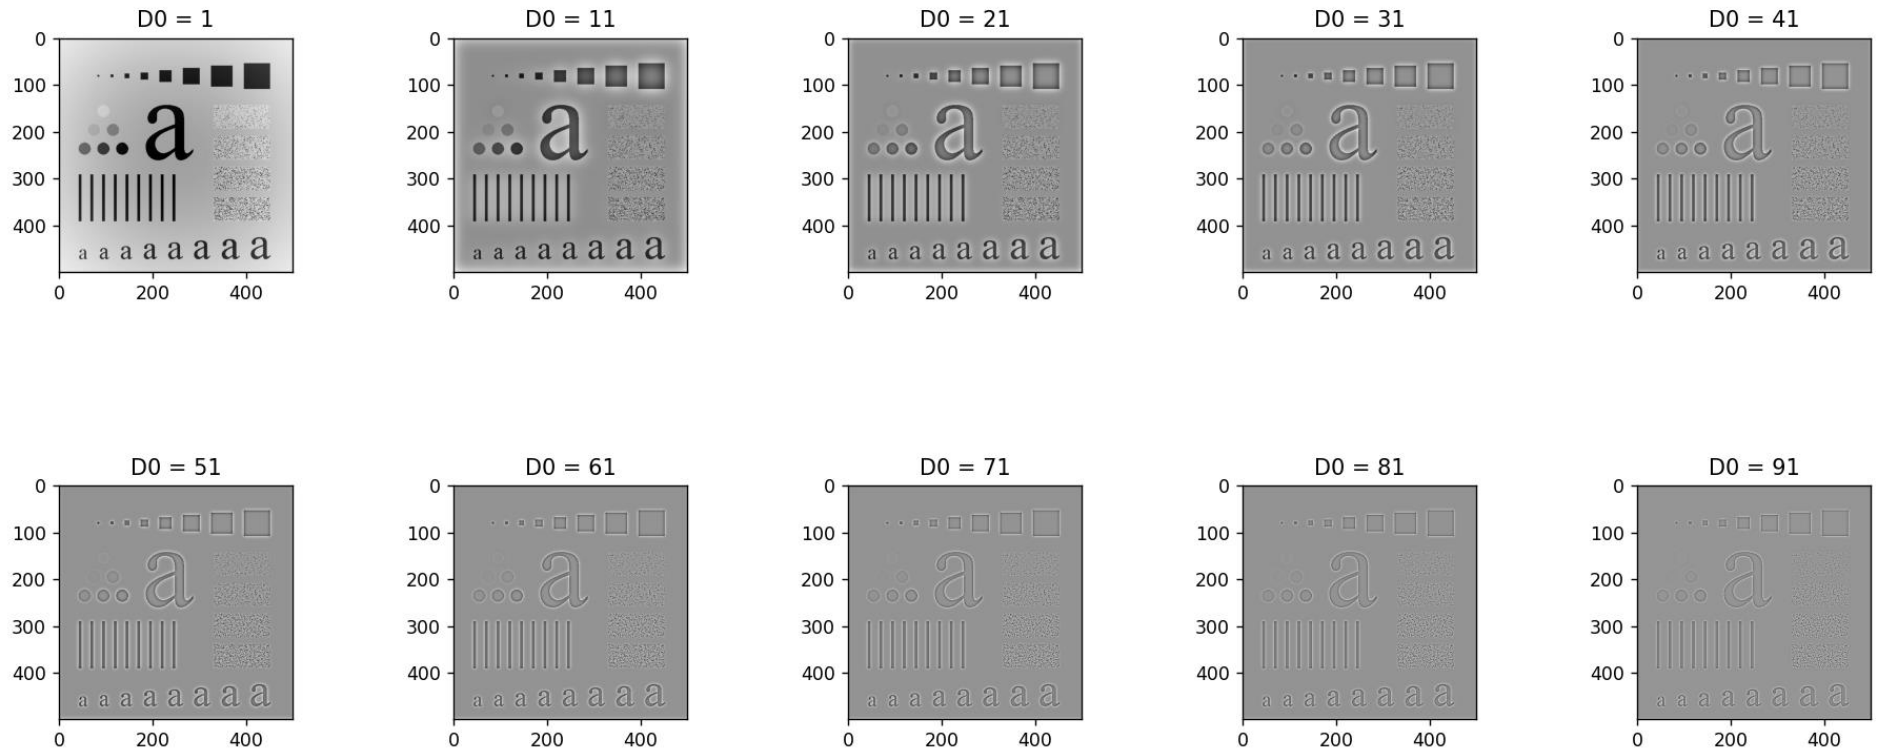 D0 = 1 D0 = 11 D0 = 21 D0 = 31 D0 = 41
0 0 0 0 0
100 100 100 100 100
a a a a a
200 200 200 200 200
300 300 300 300 300
400 400 400 400 400
a a a a a a a a a a a a a a a a a a a a a a a a a a a a a a a a a a a a a a a a
0 200 400 0 200 400 0 200 400 0 200 400 0 200 400
D0 = 51 D0 = 61 D0 = 71 D0 = 81 D0 = 91
0 0 0 0 0
100 100 100 100 100
a a a a a
200 200 200 200 200
300 300 300 300 300
400 400 400 400 400
a a a a a a a a a a a a a a a a a a a a a a a a a a a a a a a a a a a a a a a a
0 200 400 0 200 400 0 200 400 0 200 400 0 200 400